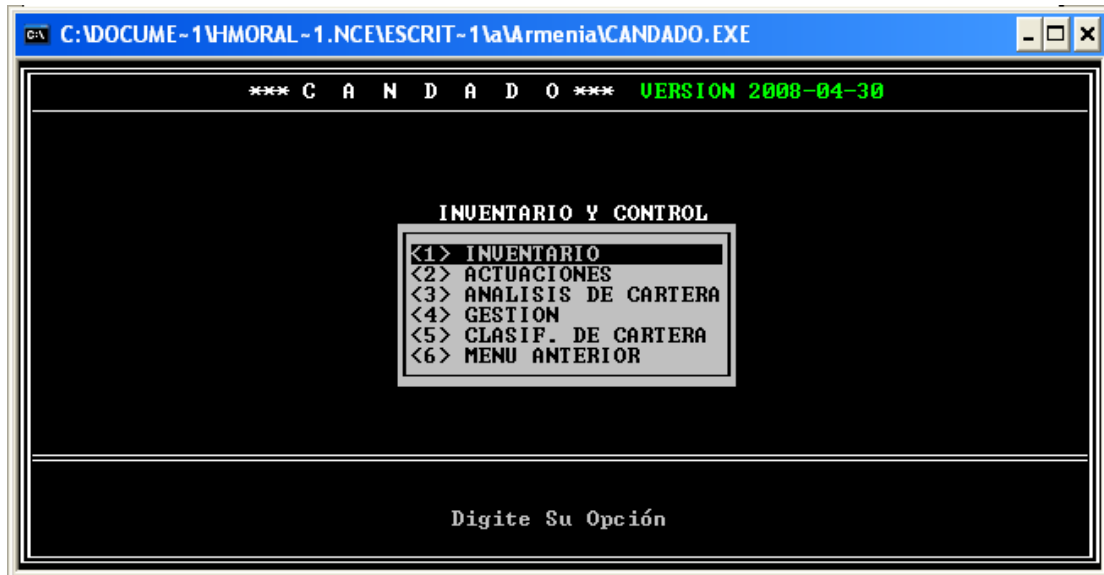 C:\DOCUME~1\HMORAL~1.NCE\ESCRIT~1\a\Armenia\CANDADO.EXE
*** C A N D A D O *** VERSION 2008-04-30
INVENTARIO Y CONTROL
<1> INVENTARIO
<2> ACTUACIONES
<3> ANALISIS DE CARTERA
<4> GESTION
<5> CLASIF. DE CARTERA
<6> MENU ANTERIOR
Digite Su Opción